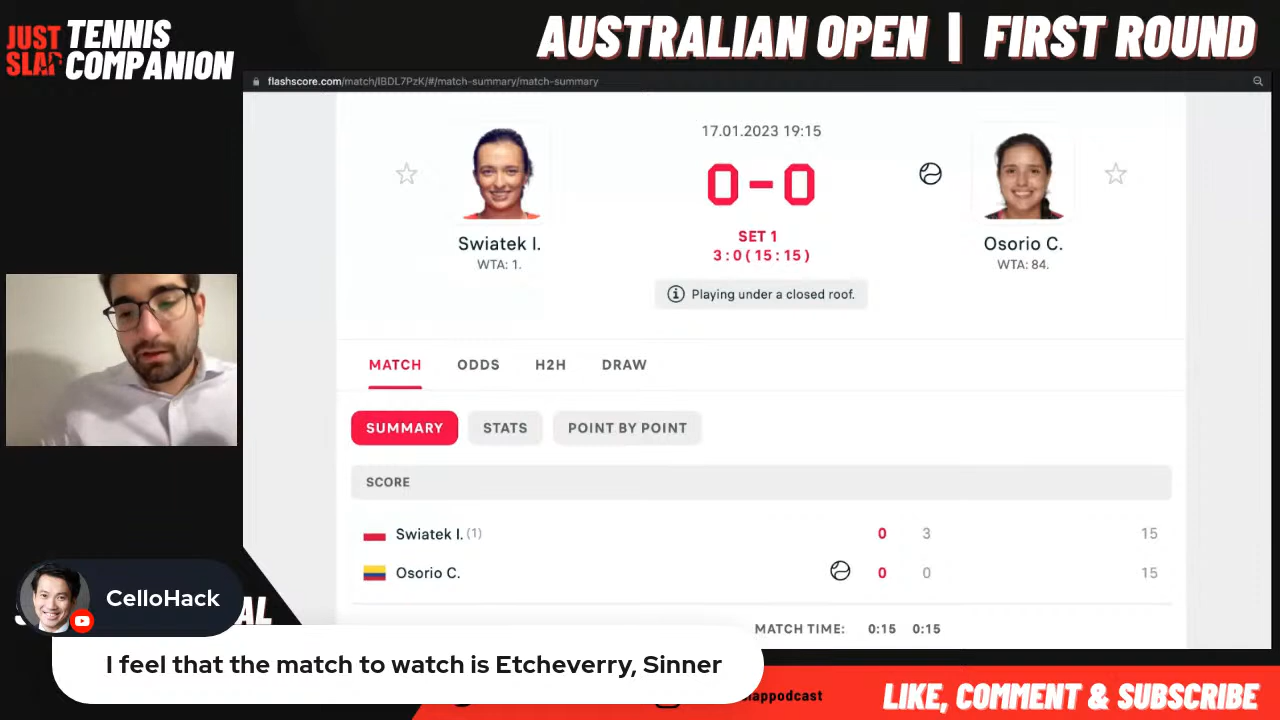 JUST TENNIS
SLAP COMPANION
AUSTRALIAN OPEN | FIRST ROUND
flashscore.com/match/IBDL7PzK/#/match-summary/match-summary
17.01.2023 19:15
0-0
SET 1
3 : 0 ( 15 : 15 )
Swiatek I.
WTA: 1.
Osorio C.
WTA: 84.
Playing under a closed roof.
MATCH ODDS H2H DRAW
SUMMARY STATS POINT BY POINT
SCORE
Swiatek I. (1) 0 3 15
Osorio C. 0 0 15
MATCH TIME: 0:15 0:15
CelloHack
I feel that the match to watch is Etcheverry, Sinner
LIKE, COMMENT & SUBSCRIBE